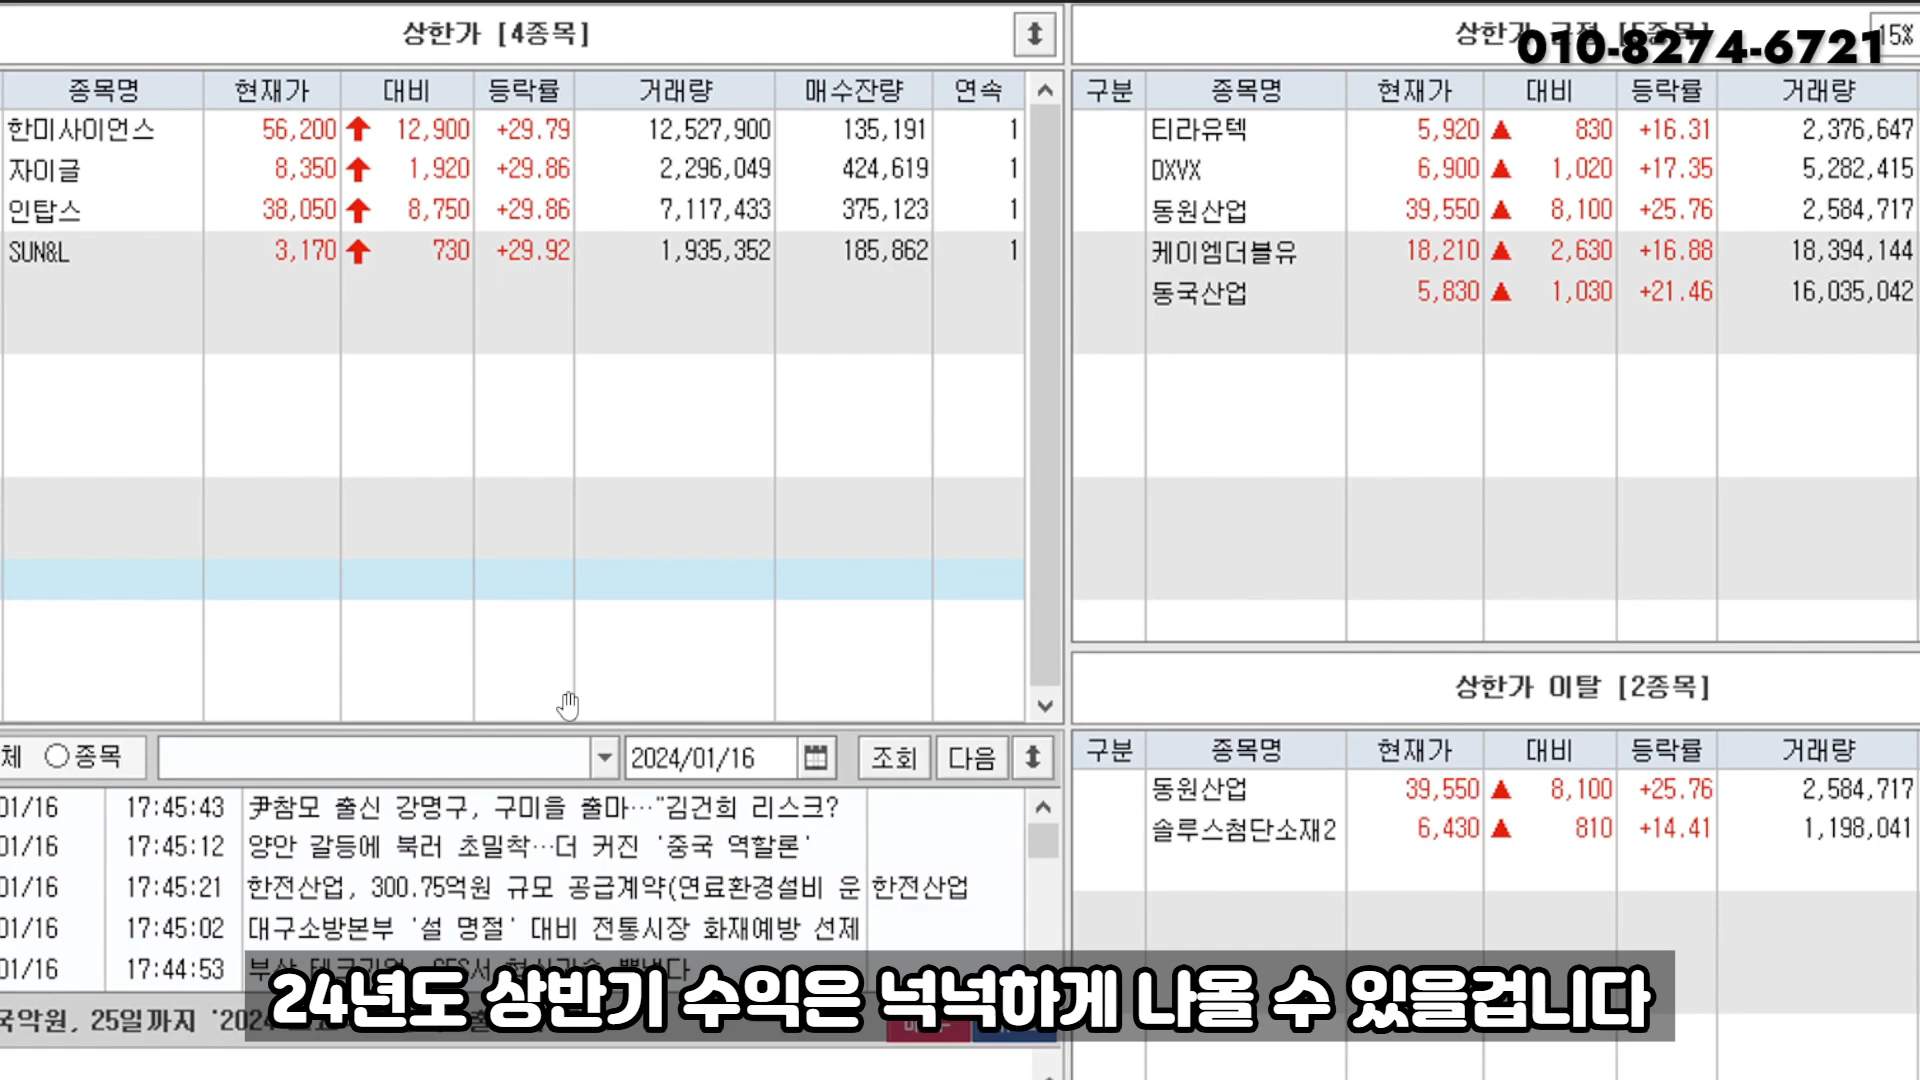 상한가 [4종목]
종목명 현재가 대비 등락률 거래량 매수잔량 연속
한미사이언스 56,200 12,900 +29.79 12,527,900 135,191 1
자이글 8,350 1,920 +29.86 2,296,049 424,619 1
인탑스 38,050 8,750 +29.86 7,117,433 375,123 1
SUN&L 3,170 730 +29.92 1,935,352 185,862 1
상한가
010-8274-6721
15%
구분 종목명 현재가 대비 등락률 거래량
티라유텍 5,920 ▲ 830 +16.31 2,376,647
DXVX 6,900 ▲ 1,020 +17.35 5,282,415
동원산업 39,550 ▲ 8,100 +25.76 2,584,717
케이엠더블유 18,210 ▲ 2,630 +16.88 18,394,144
동국산업 5,830 ▲ 1,030 +21.46 16,035,042
상한가 이탈 [2종목]
구분 종목명 현재가 대비 등락률 거래량
동원산업 39,550 ▲ 8,100 +25.76 2,584,717
솔루스첨단소재2 6,430 ▲ 810 +14.41 1,198,041
체 종목 2024/01/16 조회 다음
01/16 17:45:43 尹참모 출신 강명구, 구미을 출마…"김건희 리스크?
01/16 17:45:12 양안 갈등에 북러 초밀착…더 커진 '중국 역할론'
01/16 17:45:21 한전산업, 300.75억원 규모 공급계약(연료환경설비 운 한전산업
01/16 17:45:02 대구소방본부 '설 명절' 대비 전통시장 화재예방 선제
01/16 17:44:53
국악원, 25일까지
24년도 상반기 수익은 넉넉하게 나올 수 있을겁니다